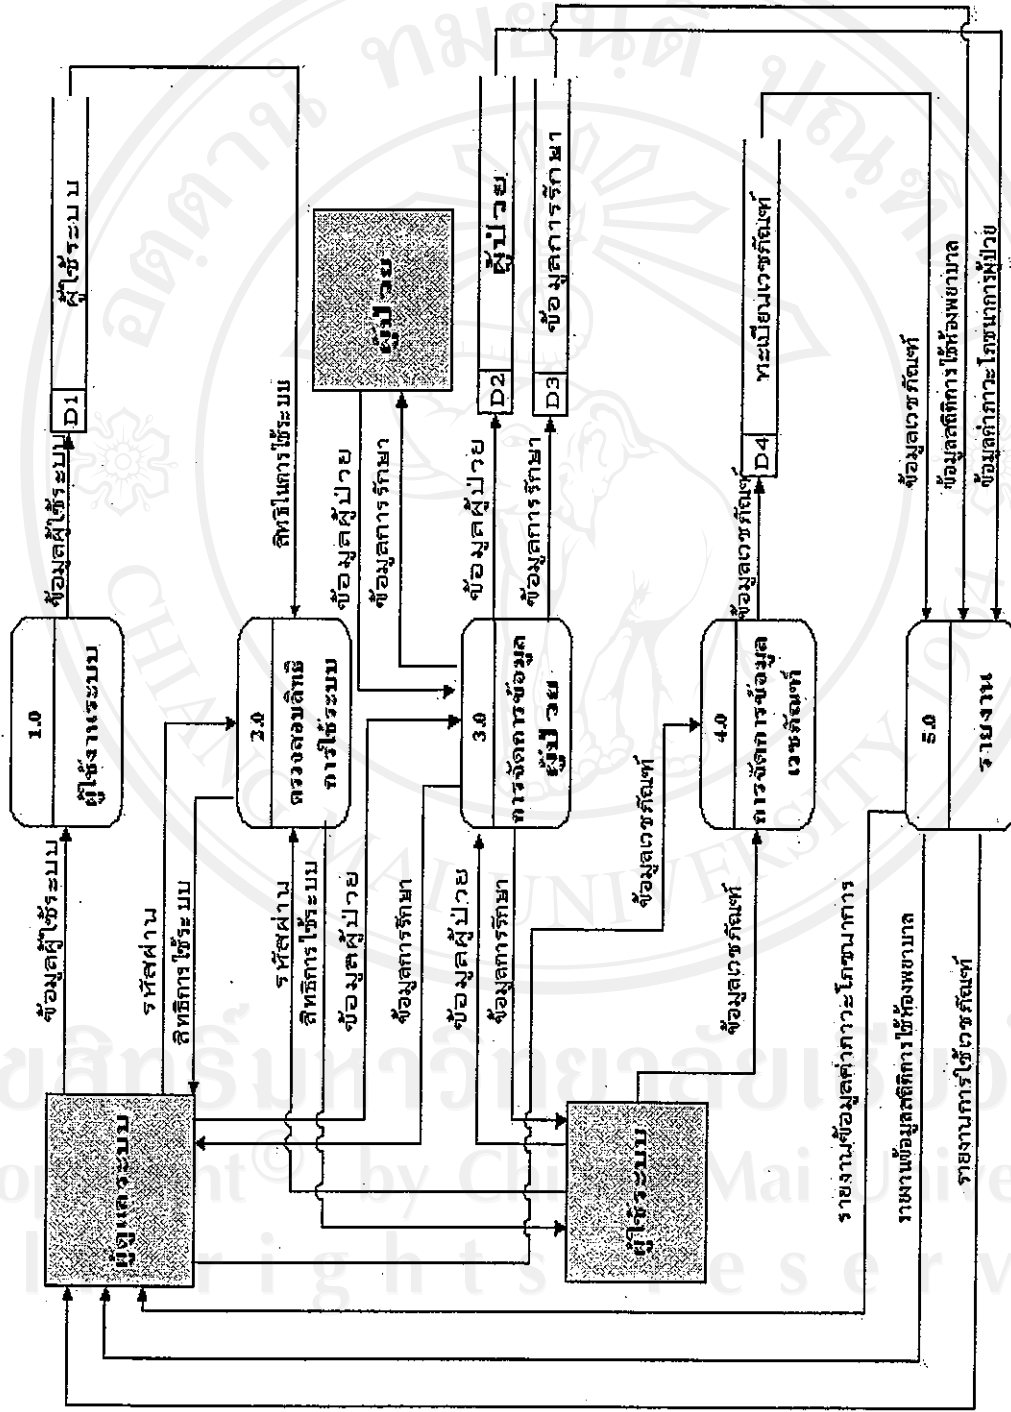 ผู้ดูแลระบบ
ข้อมูลผู้ใช้ระบบ
1.0
ผู้ใช้งานระบบ
ข้อมูลผู้ใช้ระบบ
D1
ผู้ใช้ระบบ
รหัสผ่าน
สิทธิการใช้ระบบ
2.0
ตรวจสอบสิทธิ
การใช้ระบบ
สิทธิในการใช้ระบบ
รหัสผ่าน
สิทธิการใช้ระบบ
ข้อมูลผู้ป่วย
ข้อมูลการรักษา
ข้อมูลผู้ป่วย
ข้อมูลการรักษา
ผู้ป่วย
ข้อมูลผู้ป่วย
ข้อมูลการรักษา
3.0
การจัดการข้อมูล
ผู้ป่วย
ข้อมูลผู้ป่วย
ข้อมูลการรักษา
D2
ผู้ป่วย
D3
ข้อมูลการรักษา
ผู้ใช้ระบบ
ข้อมูลเวชภัณฑ์
ข้อมูลเวชภัณฑ์
4.0
การจัดการข้อมูล
เวชภัณฑ์
ข้อมูลเวชภัณฑ์
D4
ทะเบียนเวชภัณฑ์
รายงานข้อมูลค่าภาวะโภชนาการ
รายงานข้อมูลสถิติการใช้ห้องพยาบาล
รายงานการใช้เวชภัณฑ์
5.0
รายงาน
ข้อมูลเวชภัณฑ์
ข้อมูลสถิติการใช้ห้องพยาบาล
ข้อมูลค่าภาวะโภชนาการผู้ป่วย
CHIANG MAI UNIVERSITY 1964